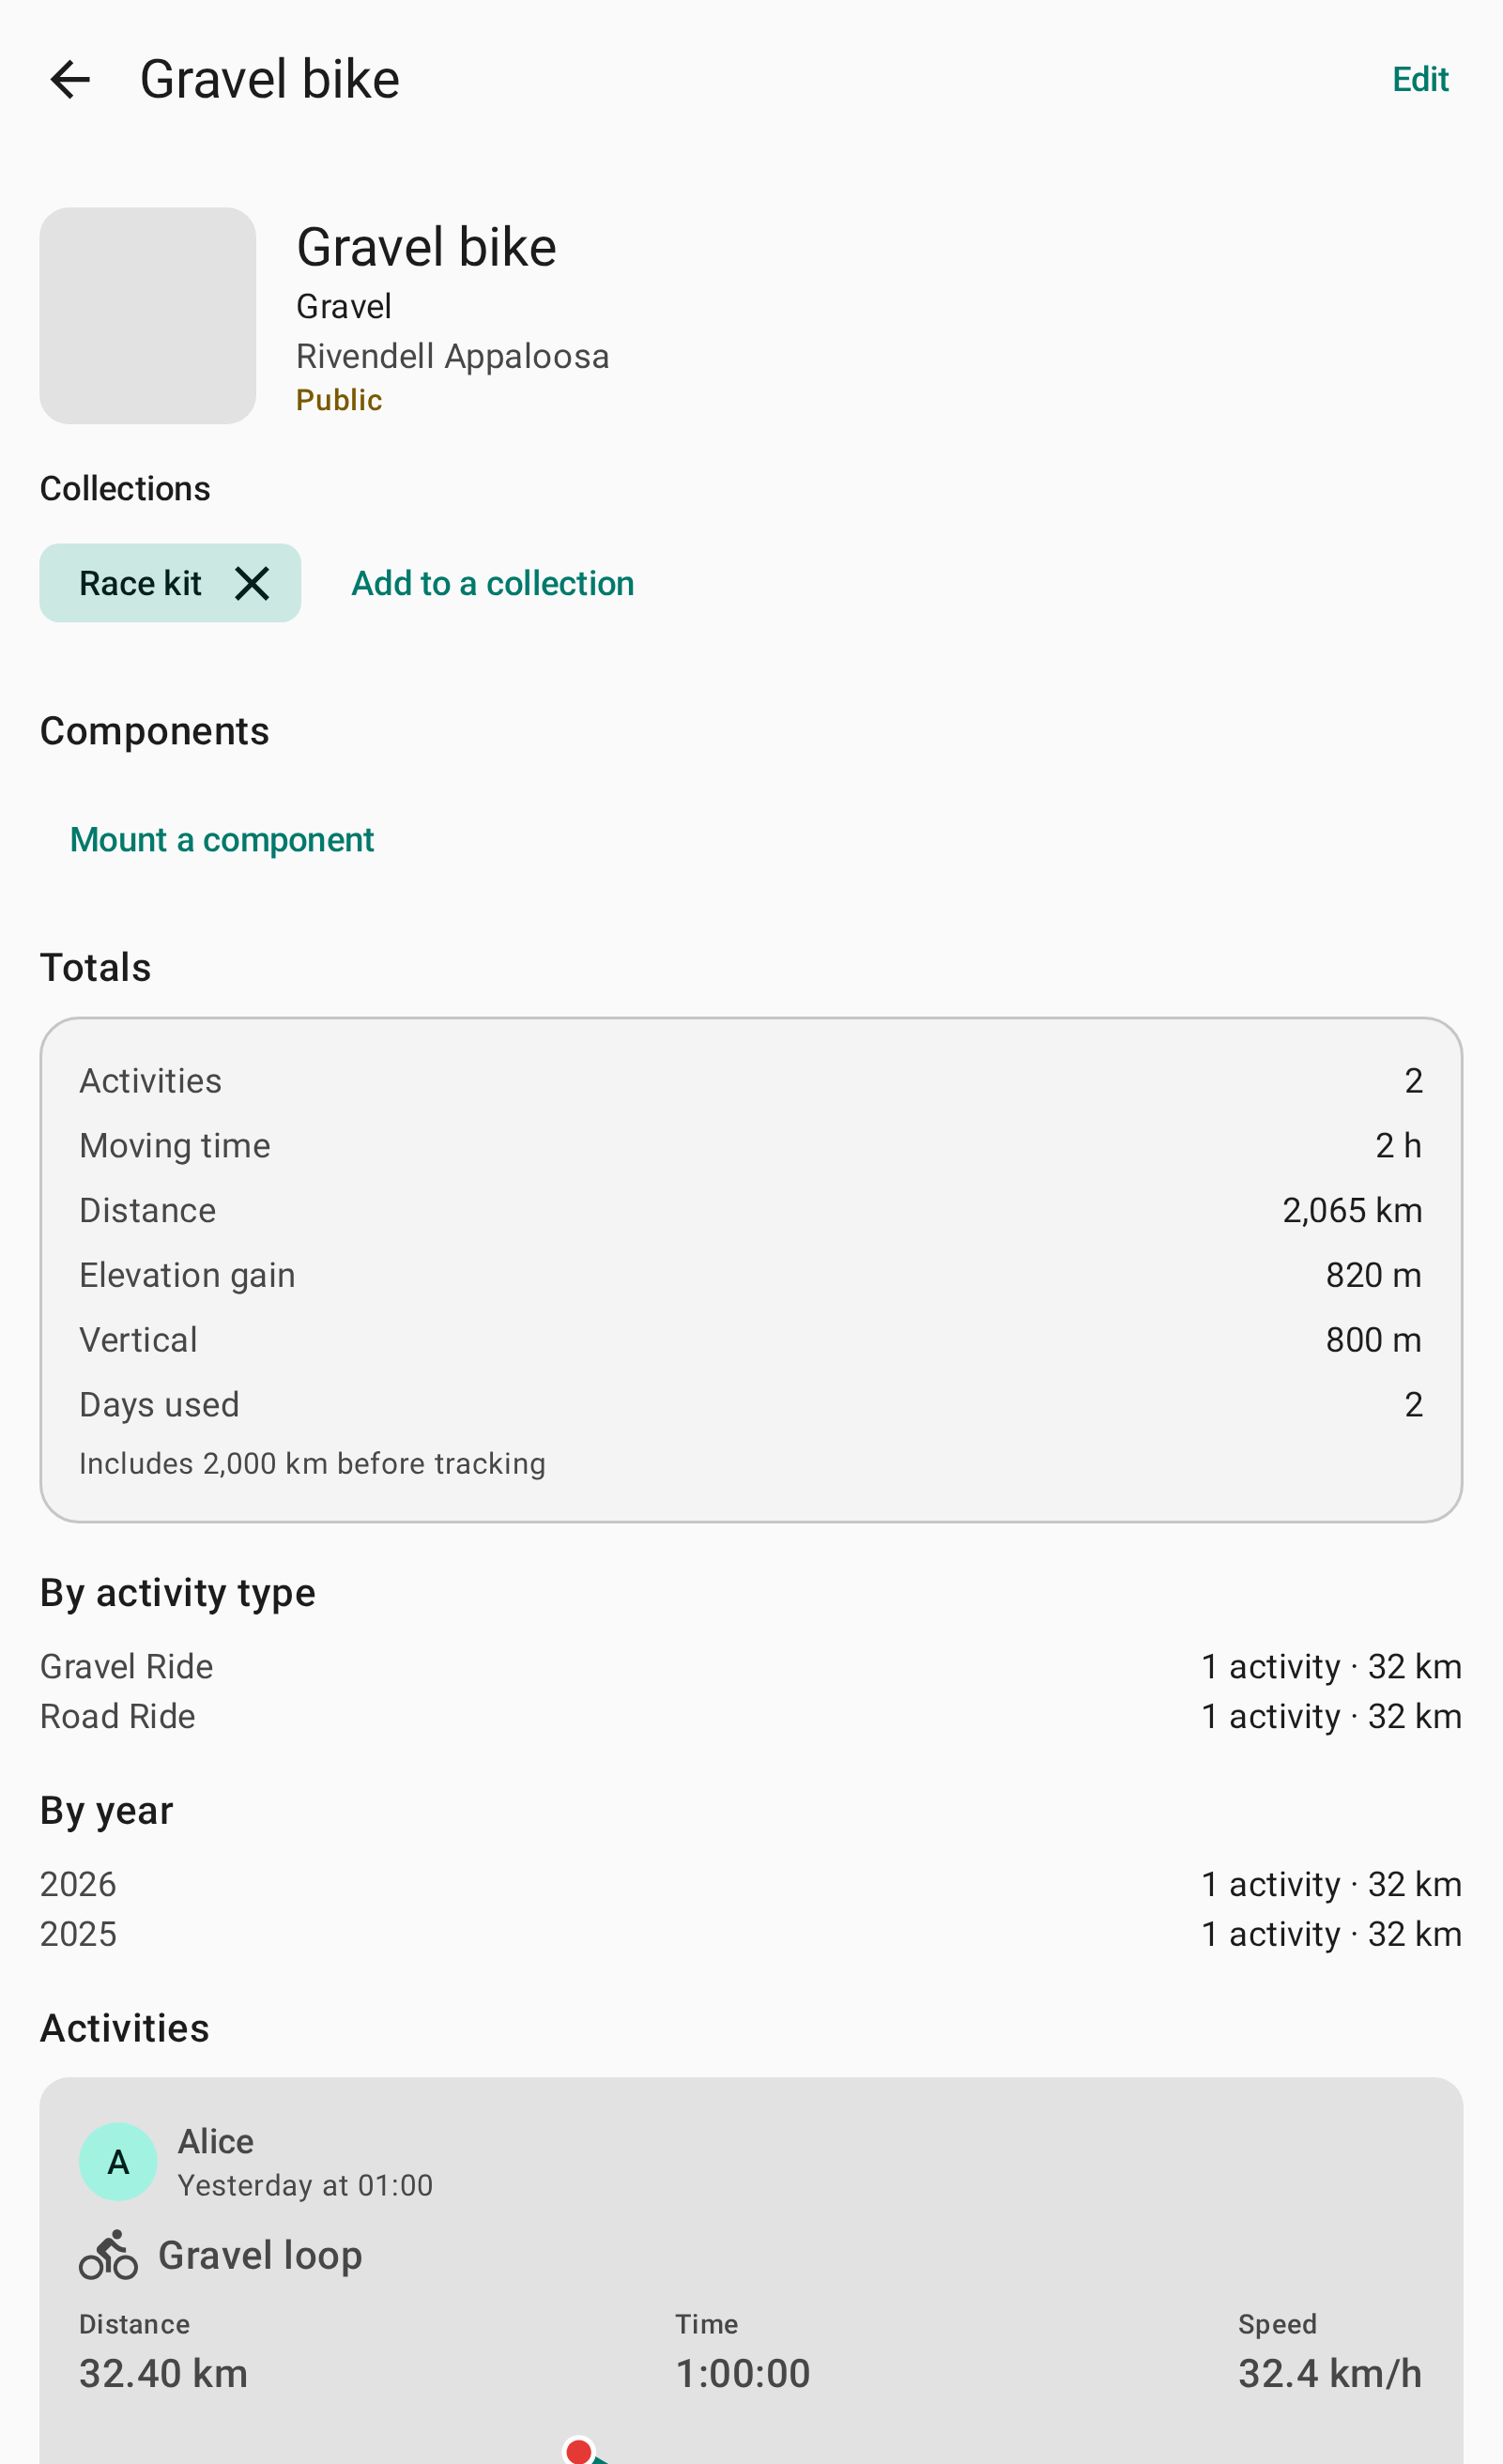 Gravel bike
Edit
Gravel bike
Gravel
Rivendell Appaloosa
Public
Collections
Race kit
Add to a collection
Components
Mount a component
Totals
Activities 2
Moving time 2 h
Distance 2,065 km
Elevation gain 820 m
Vertical 800 m
Days used 2
Includes 2,000 km before tracking
By activity type
Gravel Ride 1 activity · 32 km
Road Ride 1 activity · 32 km
By year
2026 1 activity · 32 km
2025 1 activity · 32 km
Activities
A
Alice
Yesterday at 01:00
Gravel loop
Distance Time Speed
32.40 km 1:00:00 32.4 km/h